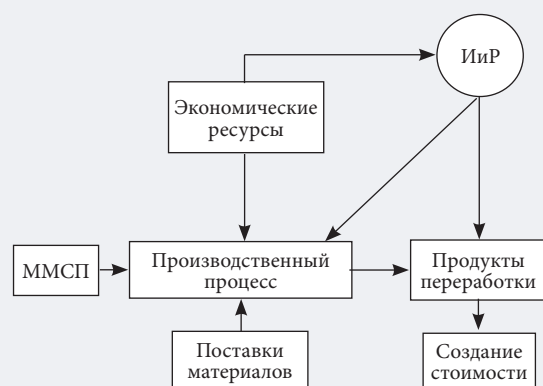 ИиР
Экономические
ресурсы
ММСП
Производственный
процесс
Продукты
переработки
Поставки
материалов
Создание
стоимости